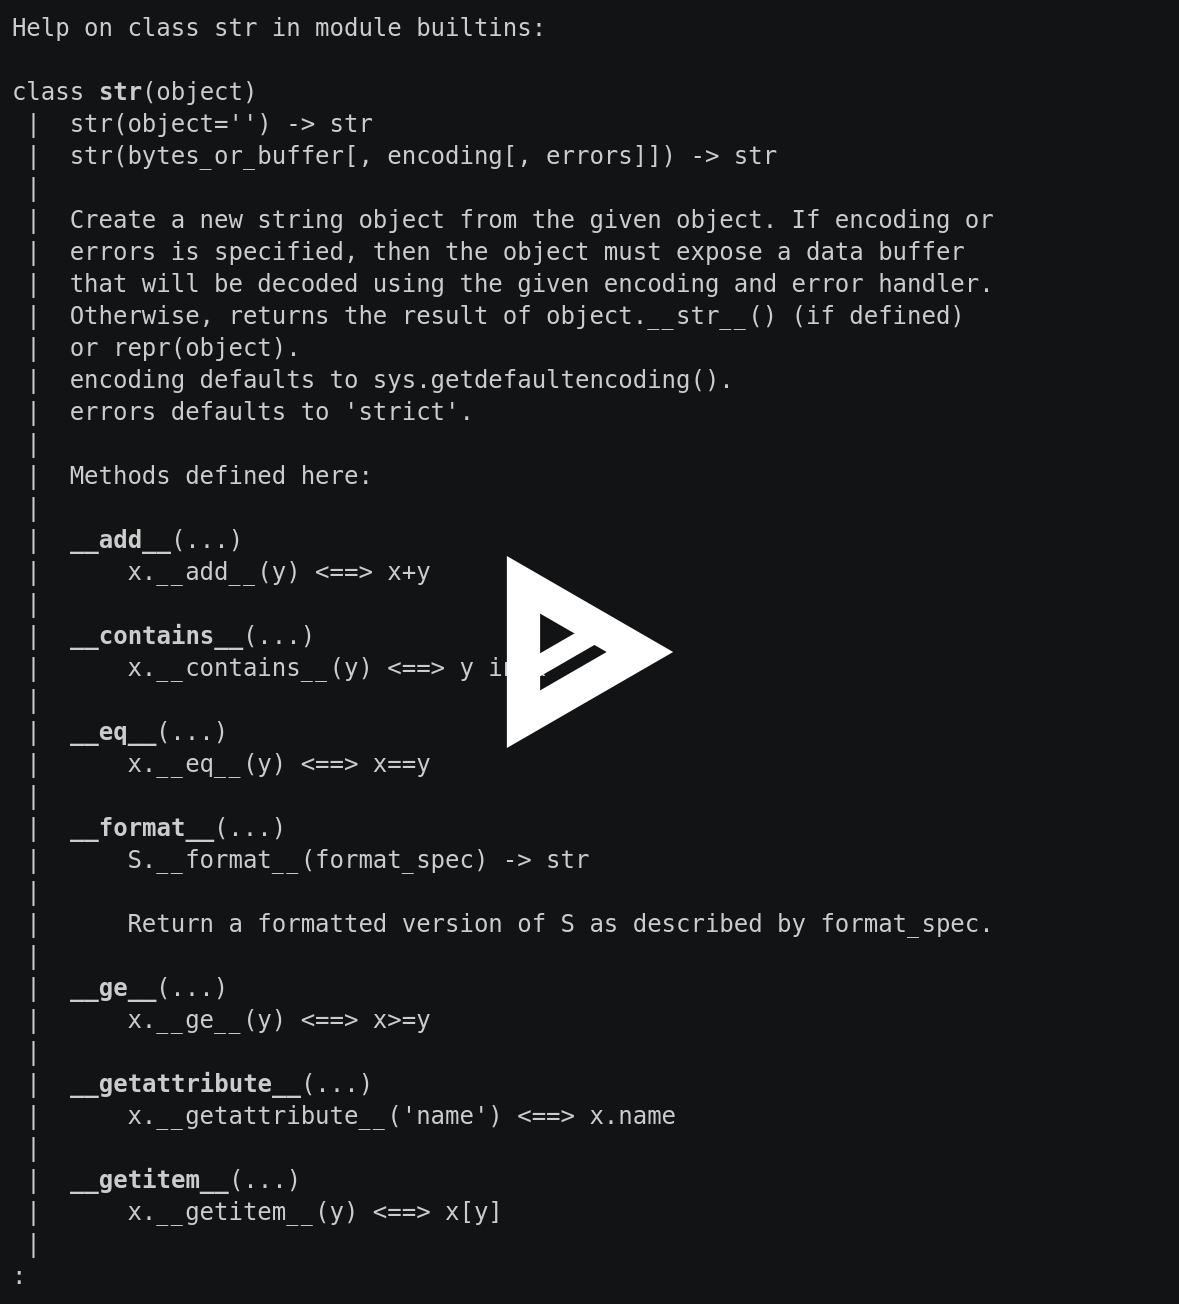 Help on class str in module builtins:

class str(object)
 |  str(object='') -> str
 |  str(bytes_or_buffer[, encoding[, errors]]) -> str
 |
 |  Create a new string object from the given object. If encoding or
 |  errors is specified, then the object must expose a data buffer
 |  that will be decoded using the given encoding and error handler.
 |  Otherwise, returns the result of object.__str__() (if defined)
 |  or repr(object).
 |  encoding defaults to sys.getdefaultencoding().
 |  errors defaults to 'strict'.
 |
 |  Methods defined here:
 |
 |  __add__(...)
 |      x.__add__(y) <==> x+y
 |
 |  __contains__(...)
 |      x.__contains__(y) <==> y
 |
 |  __eq__(...)
 |      x.__eq__(y) <==> x==y
 |
 |  __format__(...)
 |      S.__format__(format_spec) -> str
 |
 |      Return a formatted version of S as described by format_spec.
 |
 |  __ge__(...)
 |      x.__ge__(y) <==> x>=y
 |
 |  __getattribute__(...)
 |      x.__getattribute__('name') <==> x.name
 |
 |  __getitem__(...)
 |      x.__getitem__(y) <==> x[y]
 |
: